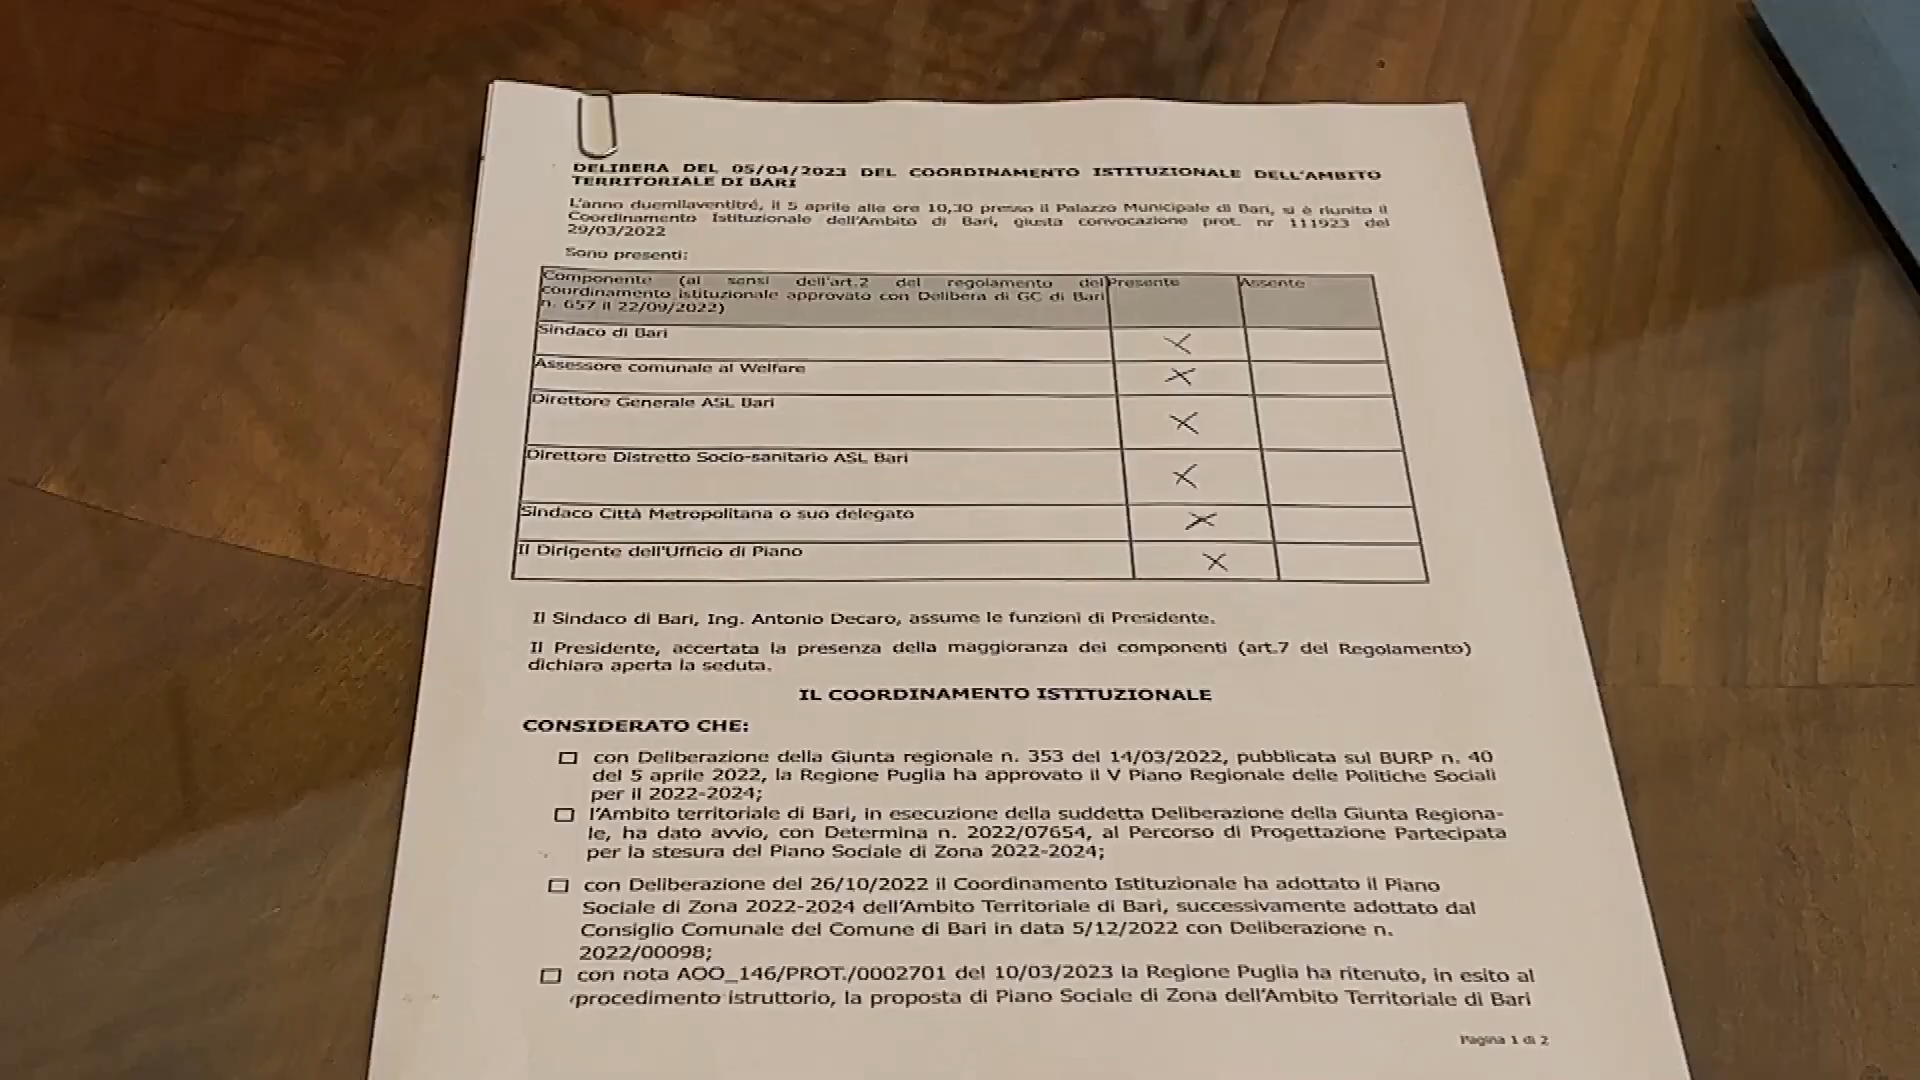 DELIBERA DEL 05/04/2023 DEL COORDINAMENTO ISTITUZIONALE DELL'AMBITO
TERRITORIALE DI BARI
L'anno duemilaventitré, il 5 aprile alle ore 10,30 presso il Palazzo Municipale di Bari, si è riunito il
Coordinamento Istituzionale dell'Ambito di Bari, giusta convocazione prot. nr 111923 del
29/03/2022
Sono presenti:
Componente (ai sensi dell'art.2 del regolamento del Presente Assente
coordinamento istituzionale approvato con Delibera di GC di Bari
n. 657 il 22/09/2022)
Sindaco di Bari X
Assessore comunale al Welfare X
Direttore Generale ASL Bari X
Direttore Distretto Socio-sanitario ASL Bari X
Sindaco Città Metropolitana o suo delegato X
Il Dirigente dell'Ufficio di Piano X
Il Sindaco di Bari, Ing. Antonio Decaro, assume le funzioni di Presidente.
Il Presidente, accertata la presenza della maggioranza dei componenti (art.7 del Regolamento)
dichiara aperta la seduta.
IL COORDINAMENTO ISTITUZIONALE
CONSIDERATO CHE:
con Deliberazione della Giunta regionale n. 353 del 14/03/2022, pubblicata sul BURP n. 40
del 5 aprile 2022, la Regione Puglia ha approvato il V Piano Regionale delle Politiche Sociali
per il 2022-2024;
l'Ambito territoriale di Bari, in esecuzione della suddetta Deliberazione della Giunta Regiona-
le, ha dato avvio, con Determina n. 2022/07654, al Percorso di Progettazione Partecipata
per la stesura del Piano Sociale di Zona 2022-2024;
con Deliberazione del 26/10/2022 il Coordinamento Istituzionale ha adottato il Piano
Sociale di Zona 2022-2024 dell'Ambito Territoriale di Bari, successivamente adottato dal
Consiglio Comunale del Comune di Bari in data 5/12/2022 con Deliberazione n.
2022/00098;
con nota AOO_146/PROT./0002701 del 10/03/2023 la Regione Puglia ha ritenuto, in esito al
procedimento istruttorio, la proposta di Piano Sociale di Zona dell'Ambito Territoriale di Bari
Pagina 1 di 2